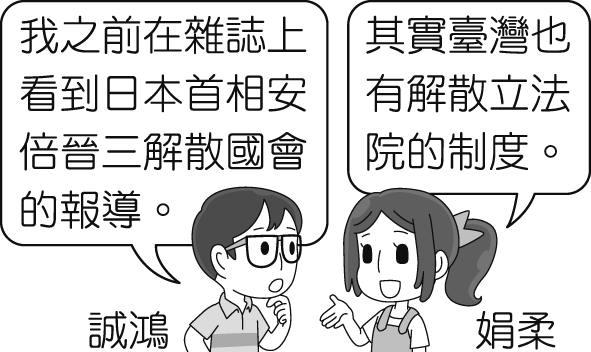 我之前在雜誌上
看到日本首相安
倍晉三解散國會
的報導。
其實臺灣也
有解散立法
院的制度。
誠鴻
娟柔